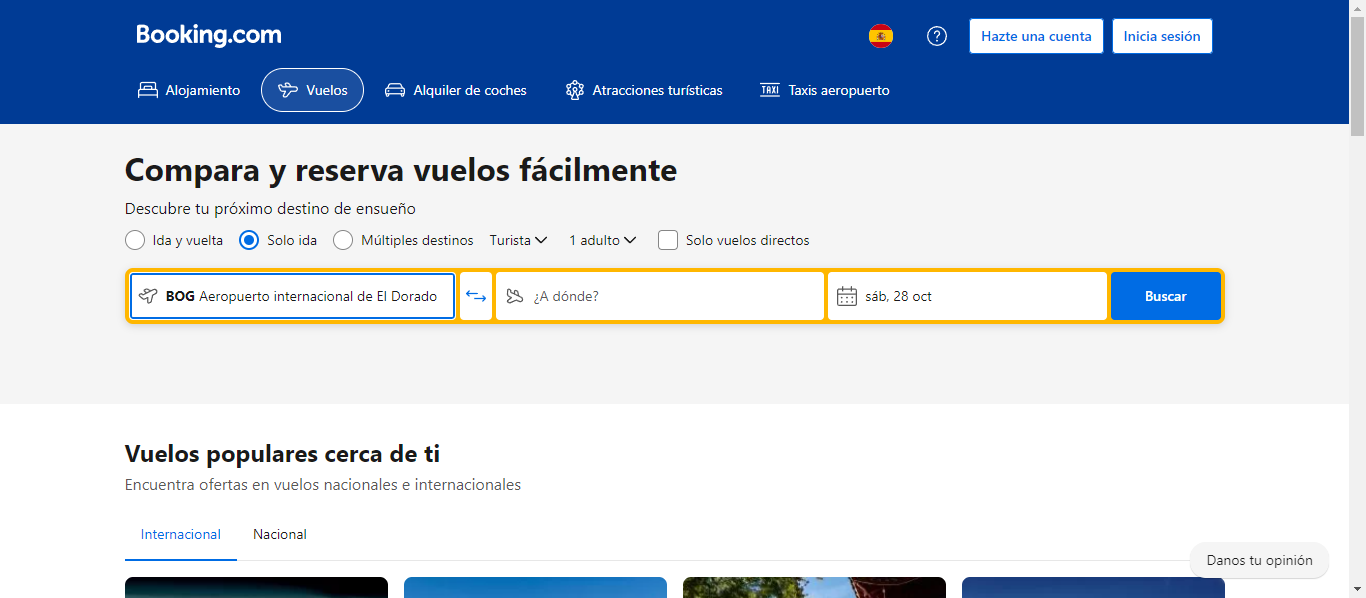 Booking.com
Hazte una cuenta
Inicia sesión
Alojamiento
Vuelos
Alquiler de coches
Atracciones turísticas
TAXI Taxis aeropuerto
Compara y reserva vuelos fácilmente
Descubre tu próximo destino de ensueño
Ida y vuelta Solo ida Múltiples destinos Turista 1 adulto Solo vuelos directos
BOG Aeropuerto internacional de El Dorado ¿A dónde? sáb, 28 oct Buscar
Vuelos populares cerca de ti
Encuentra ofertas en vuelos nacionales e internacionales
Internacional Nacional
Danos tu opinión